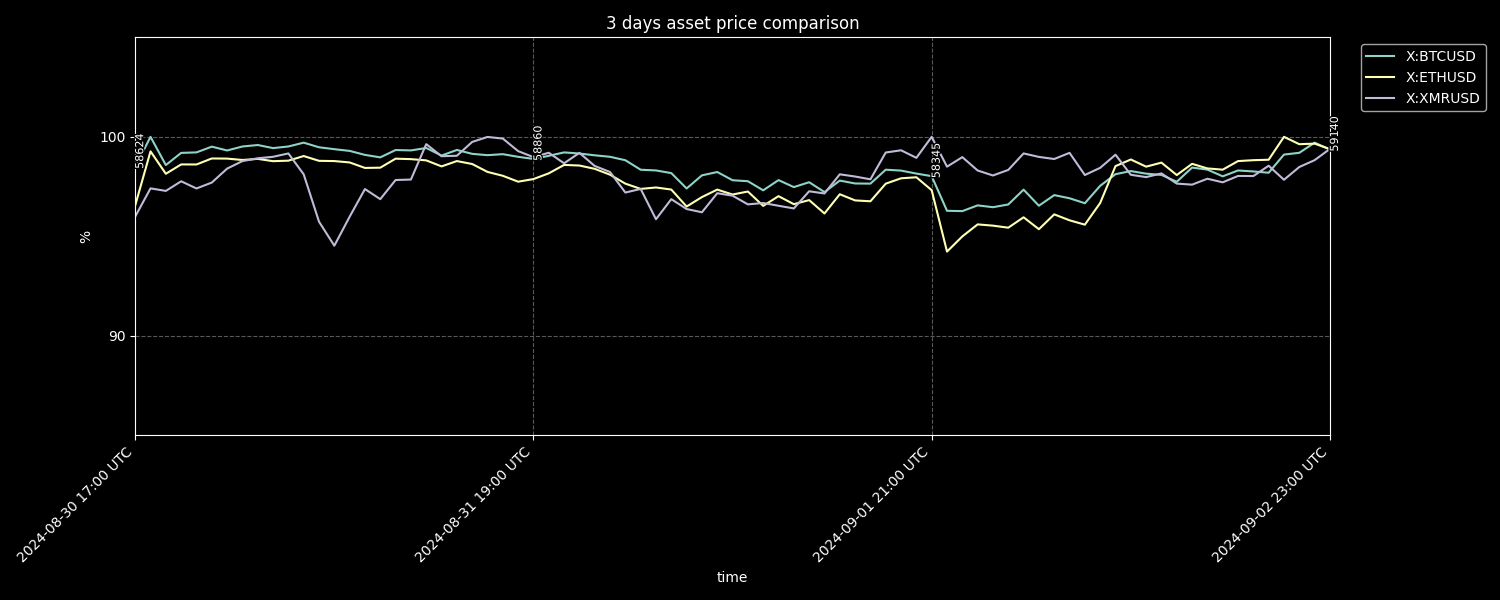 3 days asset price comparison
X:BTCUSD
X:ETHUSD
X:XMRUSD
100
90
%
58624
58860
58345
59140
2024-08-30 17:00 UTC
2024-08-31 19:00 UTC
2024-09-01 21:00 UTC
2024-09-02 23:00 UTC
time